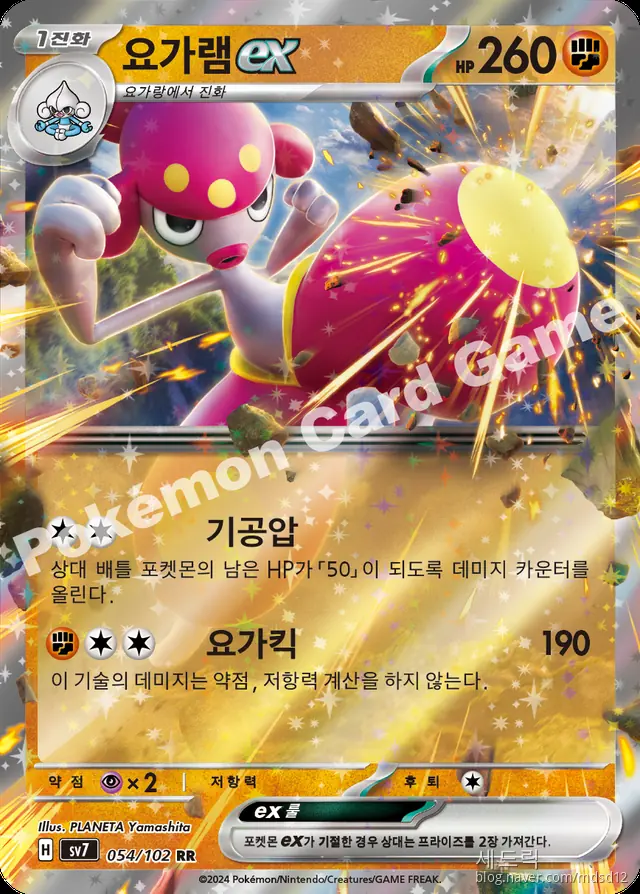 1진화
요가램 ex
HP 260
요가랑에서 진화
Pokémon Card Game
기공압
상대 배틀 포켓몬의 남은 HP가 「50」이 되도록 데미지 카운터를
올린다.
요가킥 190
이 기술의 데미지는 약점, 저항력 계산을 하지 않는다.
약점 ×2 저항력 후퇴
ex 룰
포켓몬 ex가 기절한 경우 상대는 프라이즈를 2장 가져간다.
Illus. PLANETA Yamashita
H sv7 054/102 RR
©2024 Pokémon/Nintendo/Creatures/GAME FREAK.
세드릭
blog.naver.com/mdsd12